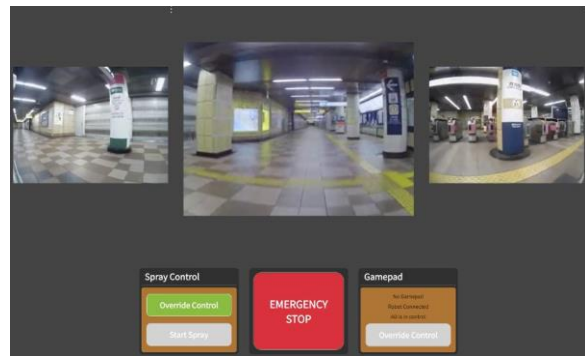 Spray Control
Override Control
Start Spray
EMERGENCY
STOP
Gamepad
No Gamepad
Robot Connected
Override Control